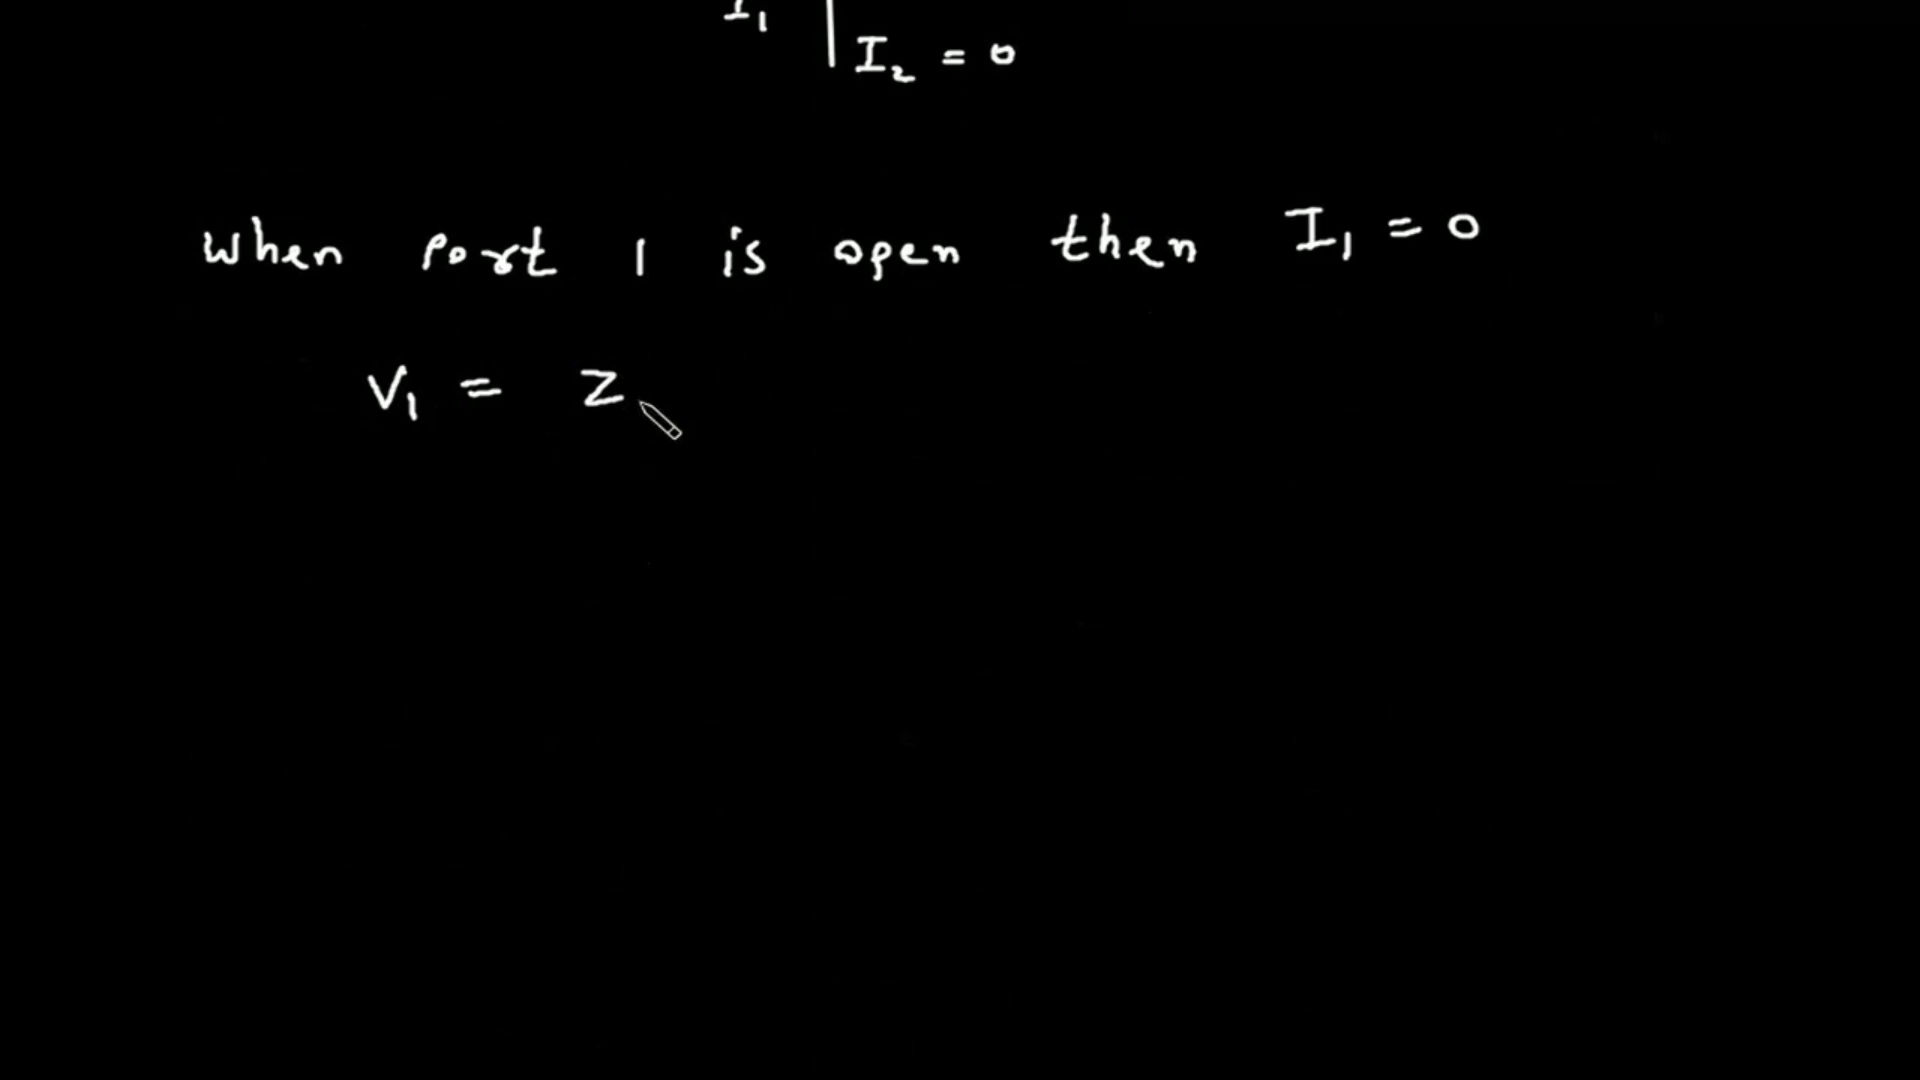 I₁ | I₂ = 0
When port 1 is open then I₁ = 0
V₁ = Z